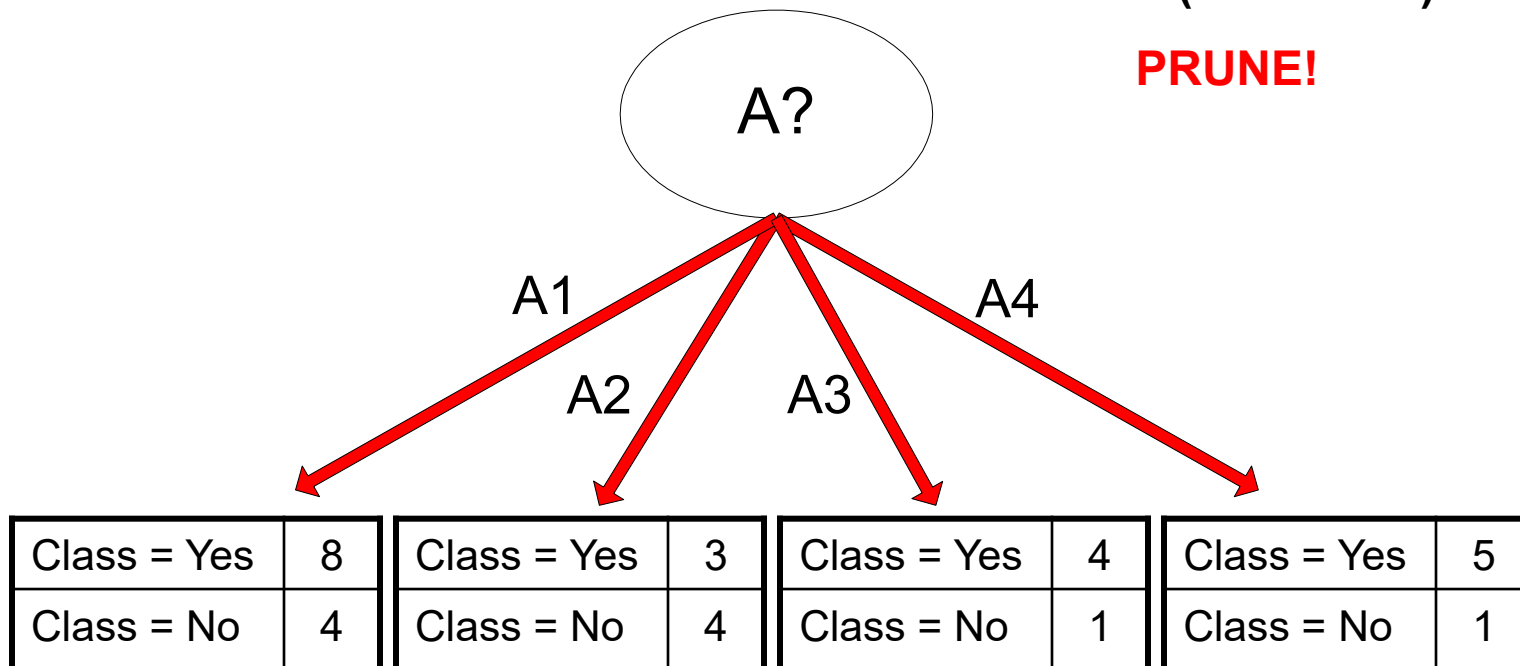 PRUNE!
A?
A1
A4
A2
A3
Class = Yes 8
Class = No 4
Class = Yes 3
Class = No 4
Class = Yes 4
Class = No 1
Class = Yes 5
Class = No 1